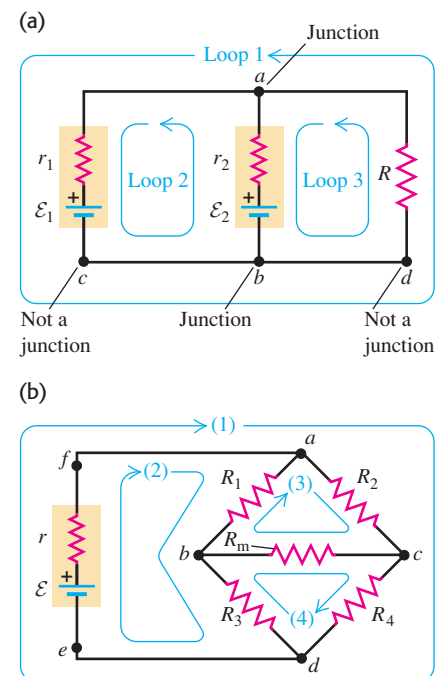 (a)
Junction
Loop 1
a
r₁
r₂
R
Loop 2
Loop 3
+
ℰ₁
+
ℰ₂
c
b
d
Not a
junction
Junction
Not a
junction
(b)
(1)
a
f
(2)
R₁
(3)
R₂
r
Rₘ
b
c
+
ℰ
R₃
(4)
R₄
e
d